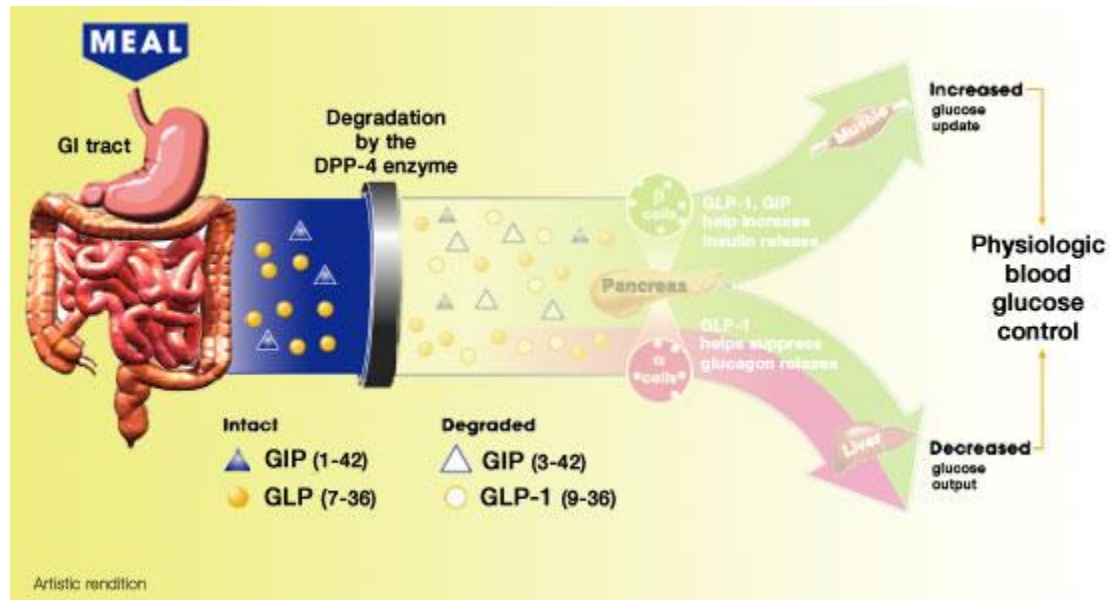 MEAL
GI tract
Degradation
by the
DPP-4 enzyme
β
cells
GLP-1, GIP
help increase
insulin release
Muscle
Increased
glucose
update
Pancreas
Physiologic
blood
glucose
control
GLP-1
helps suppress
glucagon release
α
cells
Liver
Decreased
glucose
output
Intact
GIP (1-42)
GLP (7-36)
Degraded
GIP (3-42)
GLP-1 (9-36)
Artistic rendition